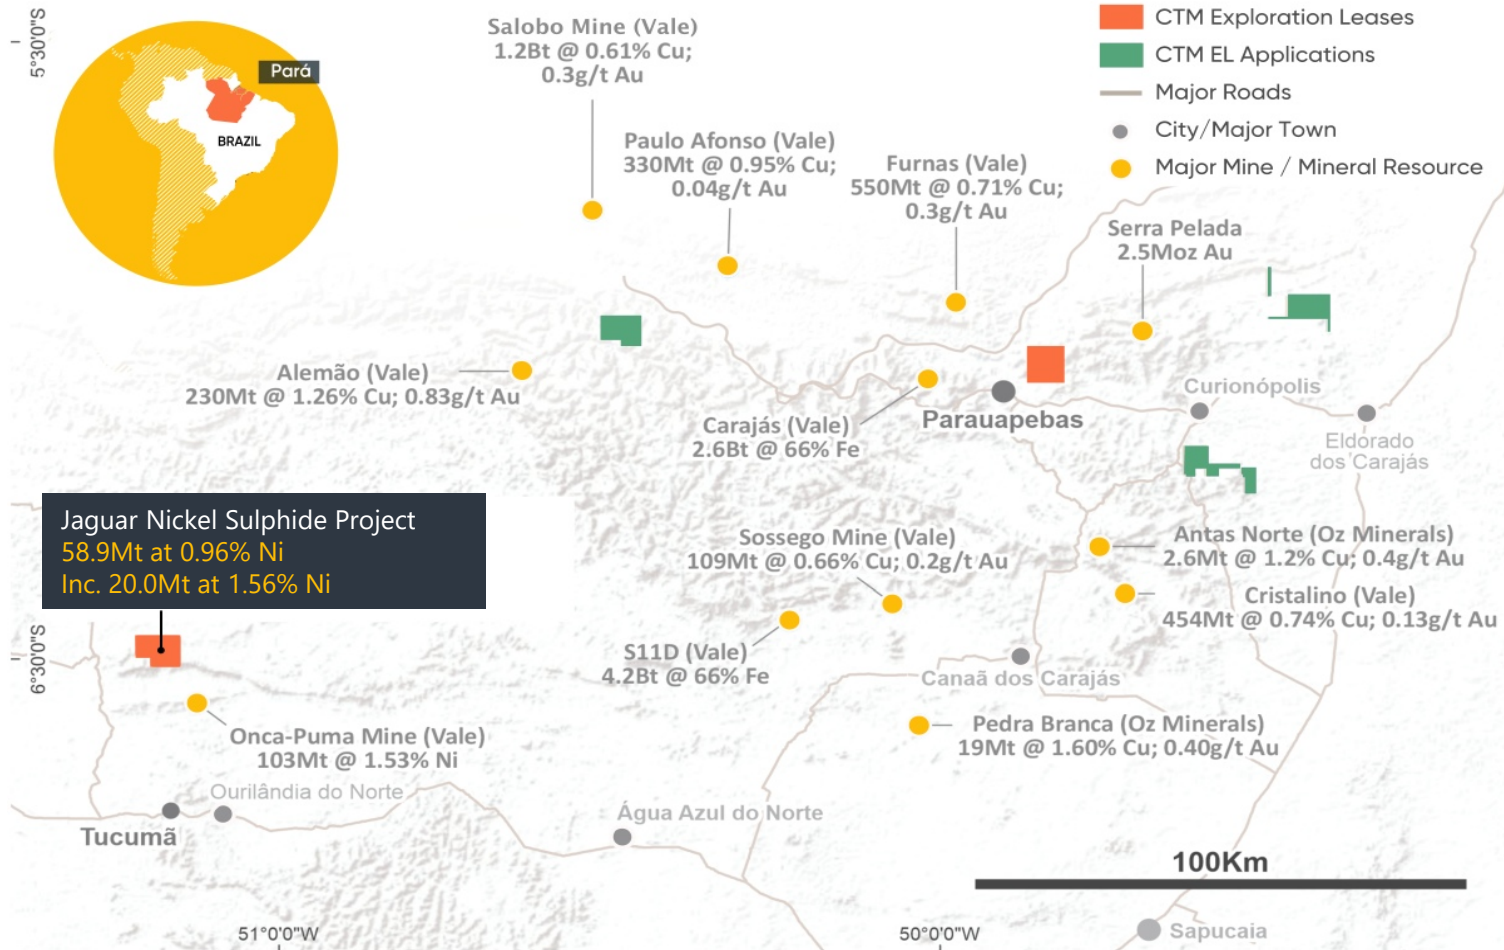 5°30'0"S
Pará
BRAZIL
Salobo Mine (Vale)
1.2Bt @ 0.61% Cu;
0.3g/t Au
CTM Exploration Leases
CTM EL Applications
Major Roads
City/Major Town
Major Mine / Mineral Resource
Paulo Afonso (Vale)
330Mt @ 0.95% Cu;
0.04g/t Au
Furnas (Vale)
550Mt @ 0.71% Cu;
0.3g/t Au
Serra Pelada
2.5Moz Au
Alemão (Vale)
230Mt @ 1.26% Cu; 0.83g/t Au
Carajás (Vale)
2.6Bt @ 66% Fe
Parauapebas
Curionópolis
Eldorado
dos Carajás
Jaguar Nickel Sulphide Project
58.9Mt at 0.96% Ni
Inc. 20.0Mt at 1.56% Ni
Sossego Mine (Vale)
109Mt @ 0.66% Cu; 0.2g/t Au
Antas Norte (Oz Minerals)
2.6Mt @ 1.2% Cu; 0.4g/t Au
Cristalino (Vale)
454Mt @ 0.74% Cu; 0.13g/t Au
6°30'0"S
S11D (Vale)
4.2Bt @ 66% Fe
Canaã dos Carajás
Onca-Puma Mine (Vale)
103Mt @ 1.53% Ni
Pedra Branca (Oz Minerals)
19Mt @ 1.60% Cu; 0.40g/t Au
Ourilândia do Norte
Tucumã
Água Azul do Norte
100Km
51°0'0"W
50°0'0"W
Sapucaia